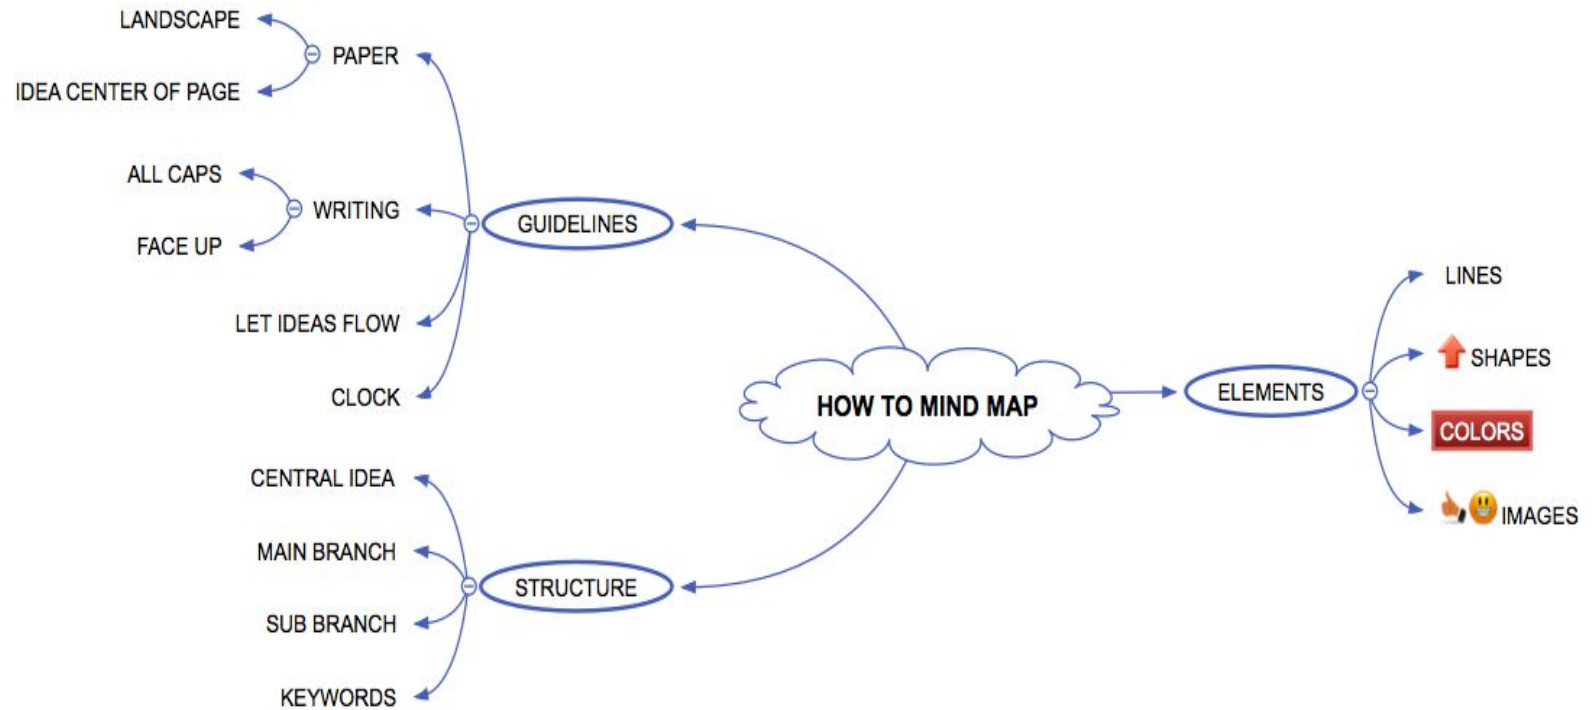 LANDSCAPE
PAPER
IDEA CENTER OF PAGE
ALL CAPS
WRITING
FACE UP
GUIDELINES
LET IDEAS FLOW
CLOCK
HOW TO MIND MAP
ELEMENTS
LINES
SHAPES
COLORS
IMAGES
CENTRAL IDEA
MAIN BRANCH
STRUCTURE
SUB BRANCH
KEYWORDS